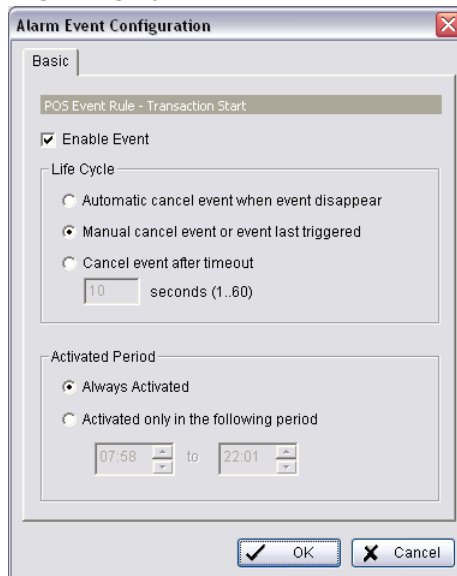 Alarm Event Configuration
Basic
POS Event Rule - Transaction Start
Enable Event
Life Cycle
Automatic cancel event when event disappear
Manual cancel event or event last triggered
Cancel event after timeout
10 seconds (1..60)
Activated Period
Always Activated
Activated only in the following period
07:58 to 22:01
OK Cancel